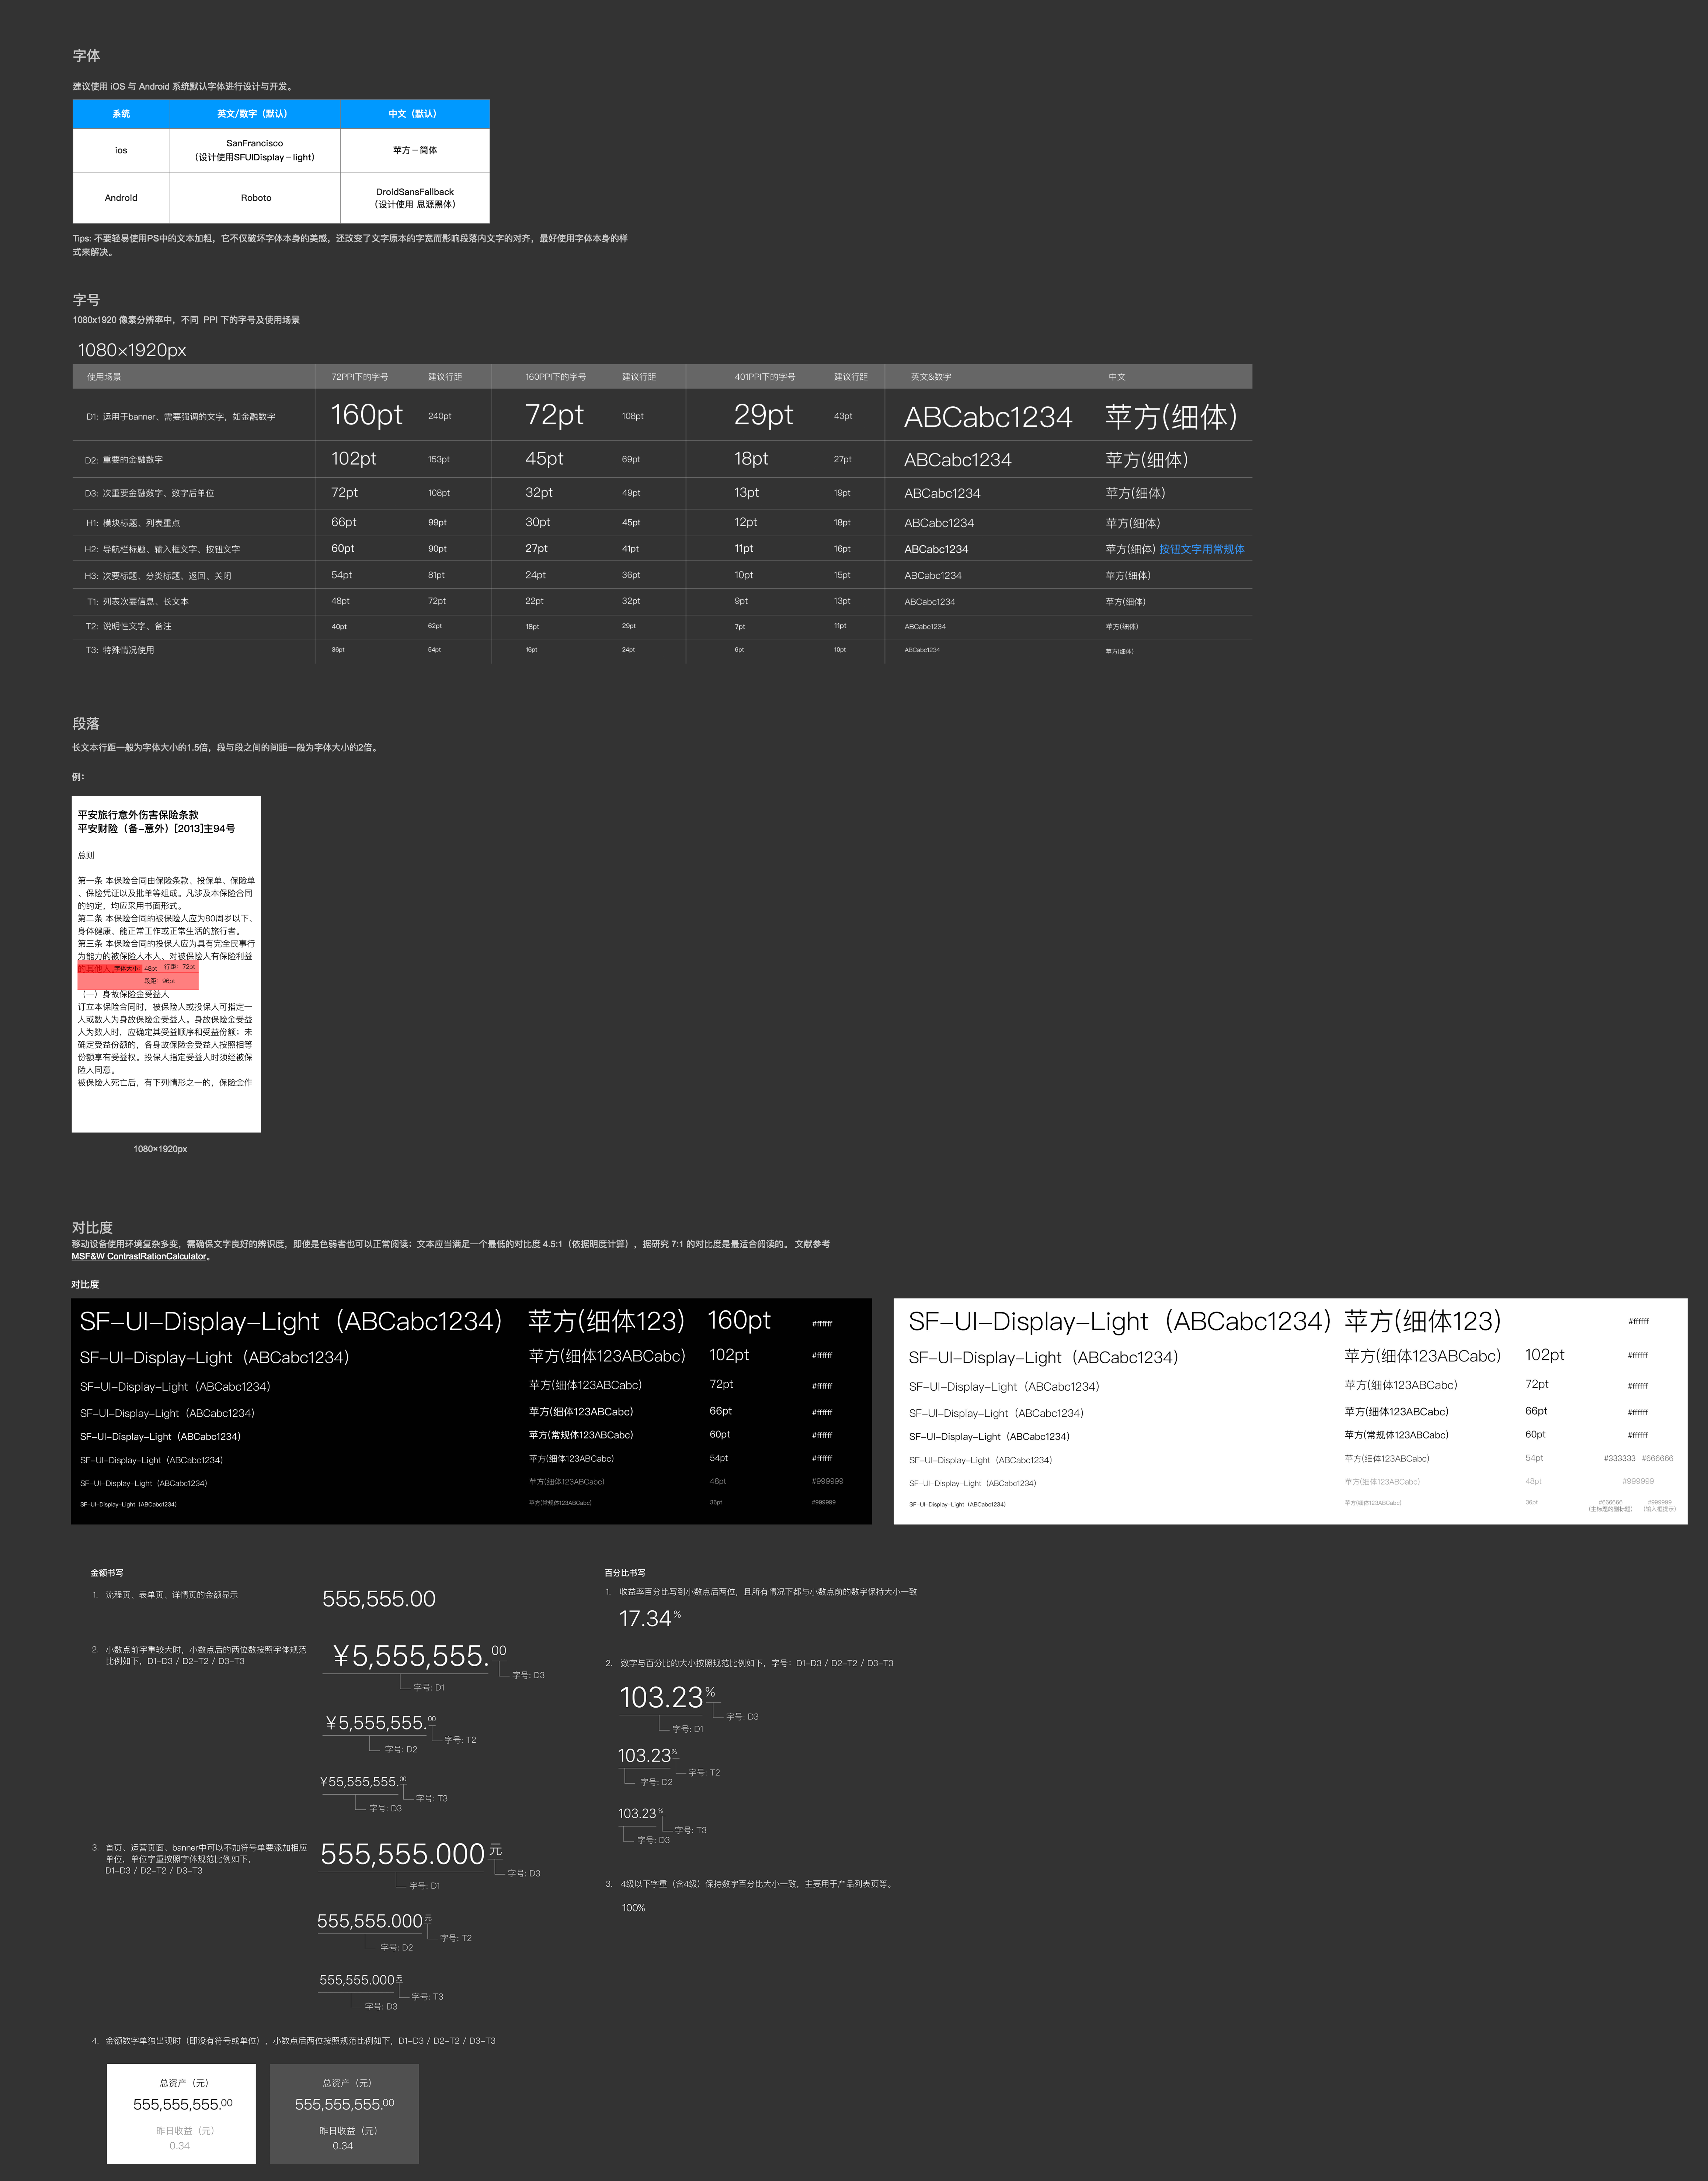 字体
建议使用 iOS 与 Android 系统默认字体进行设计与开发。
系统 英文/数字（默认） 中文（默认）
ios SanFrancisco（设计使用SFUIDisplay－light） 苹方－简体
Android Roboto DroidSansFallback（设计使用 思源黑体）
Tips: 不要轻易使用PS中的文本加粗，它不仅破坏字体本身的美感，还改变了文字原本的字宽而影响段落内文字的对齐，最好使用字体本身的样
式来解决。
字号
1080x1920 像素分辨率中，不同 PPI 下的字号及使用场景
1080×1920px
使用场景 72PPI下的字号 建议行距 160PPI下的字号 建议行距 401PPI下的字号 建议行距 英文&数字 中文
D1: 运用于banner、需要强调的文字，如金融数字 160pt 240pt 72pt 108pt 29pt 43pt ABCabc1234 苹方(细体)
D2: 重要的金融数字 102pt 153pt 45pt 69pt 18pt 27pt ABCabc1234 苹方(细体)
D3: 次重要金融数字、数字后单位 72pt 108pt 32pt 49pt 13pt 19pt ABCabc1234 苹方(细体)
H1: 模块标题、列表重点 66pt 99pt 30pt 45pt 12pt 18pt ABCabc1234 苹方(细体)
H2: 导航栏标题、输入框文字、按钮文字 60pt 90pt 27pt 41pt 11pt 16pt ABCabc1234 苹方(细体) 按钮文字用常规体
H3: 次要标题、分类标题、返回、关闭 54pt 81pt 24pt 36pt 10pt 15pt ABCabc1234 苹方(细体)
T1: 列表次要信息、长文本 48pt 72pt 22pt 32pt 9pt 13pt ABCabc1234 苹方(细体)
T2: 说明性文字、备注 40pt 62pt 18pt 29pt 7pt 11pt ABCabc1234 苹方(细体)
T3: 特殊情况使用 36pt 54pt 16pt 24pt 6pt 10pt ABCabc1234 苹方(细体)
段落
长文本行距一般为字体大小的1.5倍，段与段之间的间距一般为字体大小的2倍。
例：
平安旅行意外伤害保险条款
平安财险（备-意外）[2013]主94号
总则
第一条 本保险合同由保险条款、投保单、保险单
、保险凭证以及批单等组成。凡涉及本保险合同
的约定，均应采用书面形式。
第二条 本保险合同的被保险人应为80周岁以下、
身体健康、能正常工作或正常生活的旅行者。
第三条 本保险合同的投保人应为具有完全民事行
为能力的被保险人本人、对被保险人有保险利益
的其他人 字体大小：48pt 行距：72pt
段距：96pt
（一）身故保险金受益人
订立本保险合同时，被保险人或投保人可指定一
人或数人为身故保险金受益人。身故保险金受益
人为数人时，应确定其受益顺序和受益份额；未
确定受益份额的，各身故保险金受益人按照相等
份额享有受益权。投保人指定受益人时须经被保
险人同意。
被保险人死亡后，有下列情形之一的，保险金作
1080×1920px
对比度
移动设备使用环境复杂多变，需确保文字良好的辨识度，即使是色弱者也可以正常阅读；文本应当满足一个最低的对比度 4.5:1（依据明度计算），据研究 7:1 的对比度是最适合阅读的。 文献参考
MSF&W ContrastRationCalculator。
对比度
SF-UI-Display-Light（ABCabc1234） 苹方(细体123) 160pt #ffffff
SF-UI-Display-Light（ABCabc1234） 苹方(细体123ABCabc) 102pt #ffffff
SF-UI-Display-Light（ABCabc1234） 苹方(细体123ABCabc) 72pt #ffffff
SF-UI-Display-Light（ABCabc1234） 苹方(细体123ABCabc) 66pt #ffffff
SF-UI-Display-Light（ABCabc1234） 苹方(常规体123ABCabc) 60pt #ffffff
SF-UI-Display-Light（ABCabc1234） 苹方(细体123ABCabc) 54pt #ffffff
SF-UI-Display-Light（ABCabc1234） 苹方(细体123ABCabc) 48pt #999999
SF-UI-Display-Light（ABCabc1234） 苹方(常规体123ABCabc) 36pt #999999
SF-UI-Display-Light（ABCabc1234） 苹方(细体123) #ffffff
SF-UI-Display-Light（ABCabc1234） 苹方(细体123ABCabc) 102pt #ffffff
SF-UI-Display-Light（ABCabc1234） 苹方(细体123ABCabc) 72pt #ffffff
SF-UI-Display-Light（ABCabc1234） 苹方(细体123ABCabc) 66pt #ffffff
SF-UI-Display-Light（ABCabc1234） 苹方(常规体123ABCabc) 60pt #ffffff
SF-UI-Display-Light（ABCabc1234） 苹方(细体123ABCabc) 54pt #333333 #666666
SF-UI-Display-Light（ABCabc1234） 苹方(细体123ABCabc) 48pt #999999
SF-UI-Display-Light（ABCabc1234） 苹方(细体123ABCabc) 36pt #666666 #999999
（主标题的副标题） （输入框提示）
金额书写
1. 流程页、表单页、详情页的金额显示
555,555.00
2. 小数点前字重较大时，小数点后的两位数按照字体规范
比例如下，D1-D3 / D2-T2 / D3-T3
¥5,555,555.00
字号: D3
字号: D1
¥5,555,555.00
字号: T2
字号: D2
¥55,555,555.00
字号: T3
字号: D3
3. 首页、运营页面、banner中可以不加符号单要添加相应
单位，单位字重按照字体规范比例如下，
D1-D3 / D2-T2 / D3-T3
555,555.000元
字号: D3
字号: D1
555,555.000元
字号: T2
字号: D2
555,555.000元
字号: T3
字号: D3
4. 金额数字单独出现时（即没有符号或单位），小数点后两位按照规范比例如下，D1-D3 / D2-T2 / D3-T3
总资产（元）
555,555,555.00
昨日收益（元）
0.34
总资产（元）
555,555,555.00
昨日收益（元）
0.34
百分比书写
1. 收益率百分比写到小数点后两位，且所有情况下都与小数点前的数字保持大小一致
17.34%
2. 数字与百分比的大小按照规范比例如下，字号：D1-D3 / D2-T2 / D3-T3
103.23%
字号: D3
字号: D1
103.23%
字号: T2
字号: D2
103.23%
字号: T3
字号: D3
3. 4级以下字重（含4级）保持数字百分比大小一致，主要用于产品列表页等。
100%